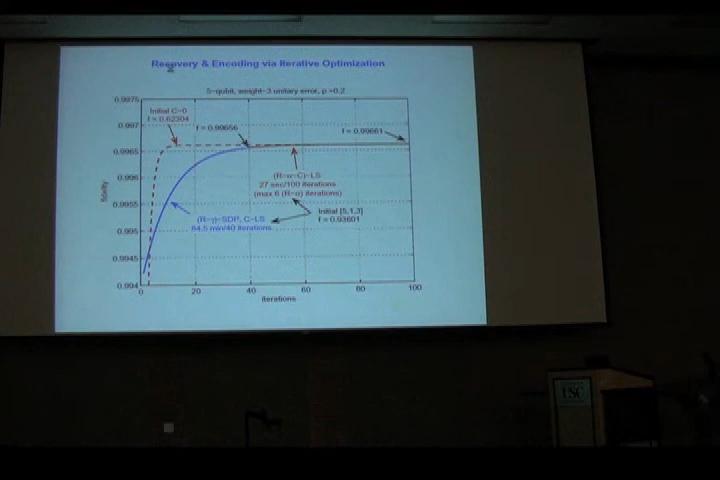 Recovery & Encoding via Iterative Optimization
5-qubit, weight-3 unitary error, p =0.2
0.9975
0.997
0.9965
0.996
0.9955
0.995
0.9945
0.994
fidelity
Initial C=0
f = 0.62304
f = 0.99656
f = 0.99661
(R-α-C)-LS
27 sec/100 iterations
(max 6 (R-α) iterations)
Initial [5,1,3]
f = 0.93601
(R-γ)-SDP, C-LS
84.5 min/40 iterations
0
20
40
60
80
100
iterations
USC